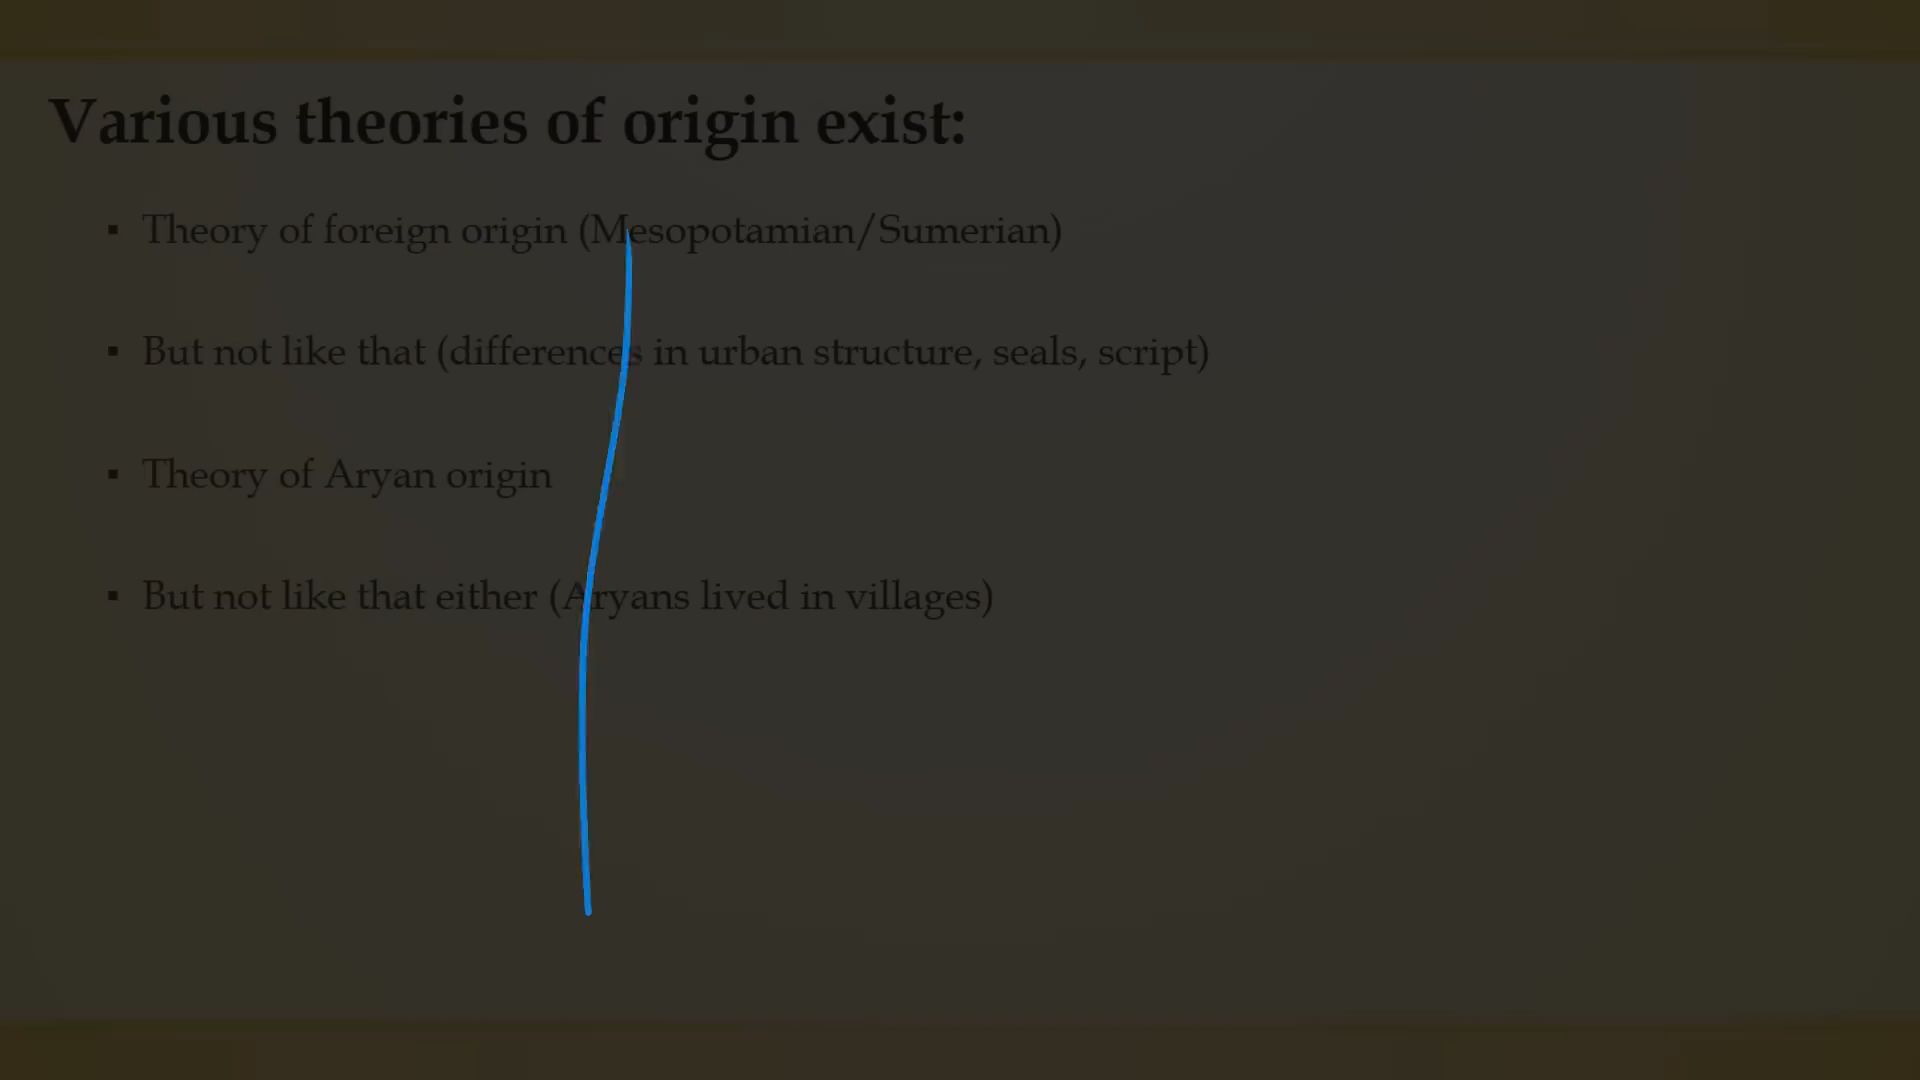 Various theories of origin exist:
▪ Theory of foreign origin (Mesopotamian/Sumerian)
▪ But not like that (differences in urban structure, seals, script)
▪ Theory of Aryan origin
▪ But not like that either (Aryans lived in villages)